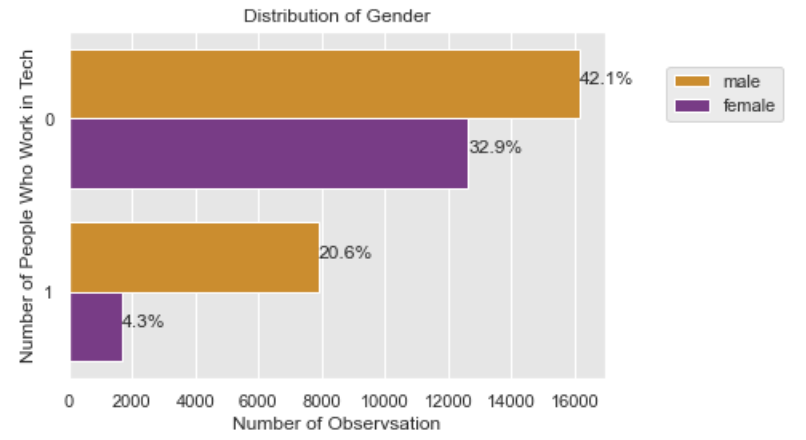 Distribution of Gender
Number of People Who Work in Tech
0
1
42.1%
32.9%
20.6%
4.3%
0 2000 4000 6000 8000 10000 12000 14000 16000
Number of Observsation
male
female